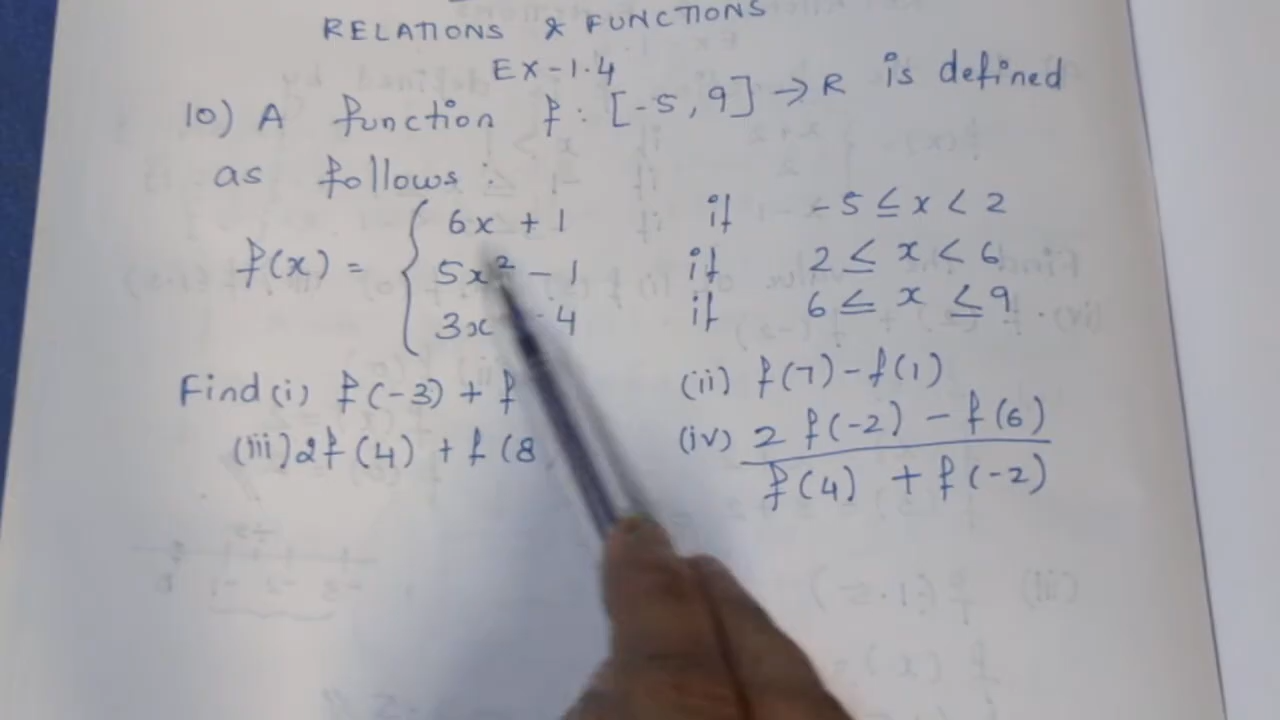 RELATIONS & FUNCTIONS
EX-1.4
10) A function f : [-5, 9] → R is defined
as follows :
f(x) = { 6x + 1 if -5 ≤ x < 2
5x² - 1 if 2 ≤ x < 6
3x - 4 if 6 ≤ x ≤ 9
Find (i) f(-3) + f (ii) f(7) - f(1)
(iii) 2f(4) + f(8 (iv) 2 f(-2) - f(6)
f(4) + f(-2)